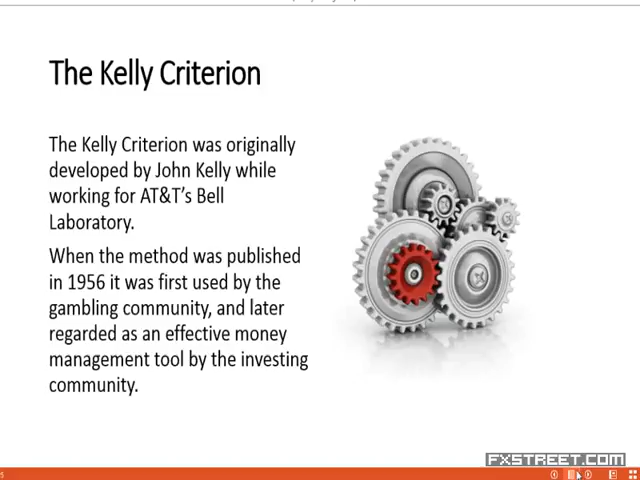 The Kelly Criterion
The Kelly Criterion was originally
developed by John Kelly while
working for AT&T's Bell
Laboratory.
When the method was published
in 1956 it was first used by the
gambling community, and later
regarded as an effective money
management tool by the investing
community.
FXSTREET.COM